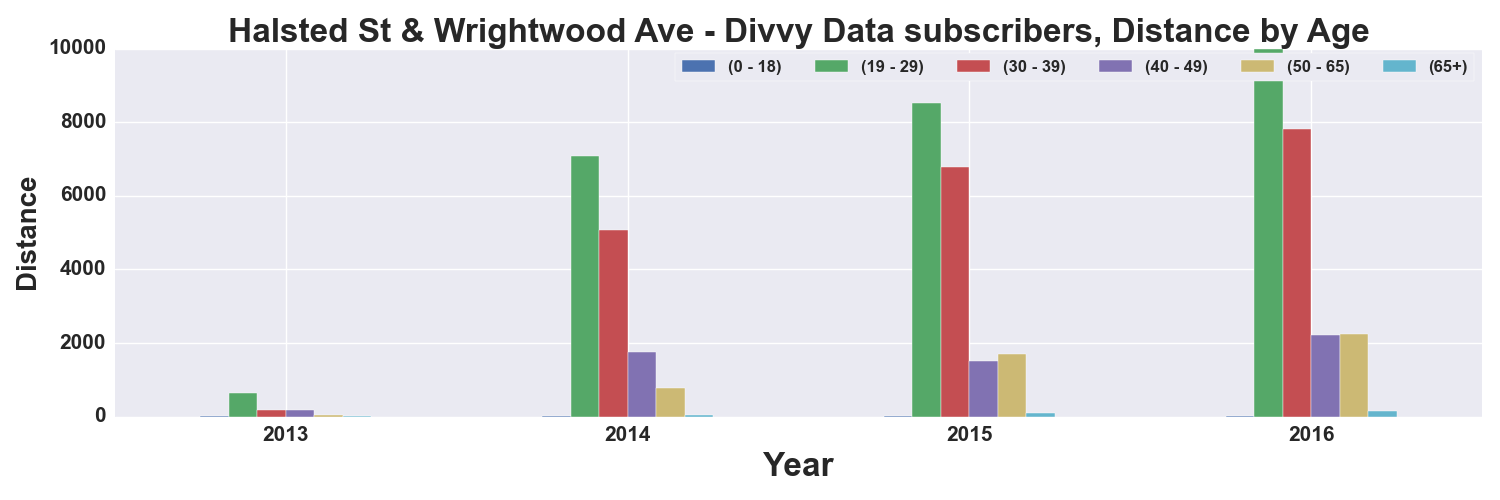 Halsted St & Wrightwood Ave - Divvy Data subscribers, Distance by Age
10000
(0 - 18) (19 - 29) (30 - 39) (40 - 49) (50 - 65) (65+)
8000
6000
Distance
4000
2000
0
2013 2014 2015 2016
Year